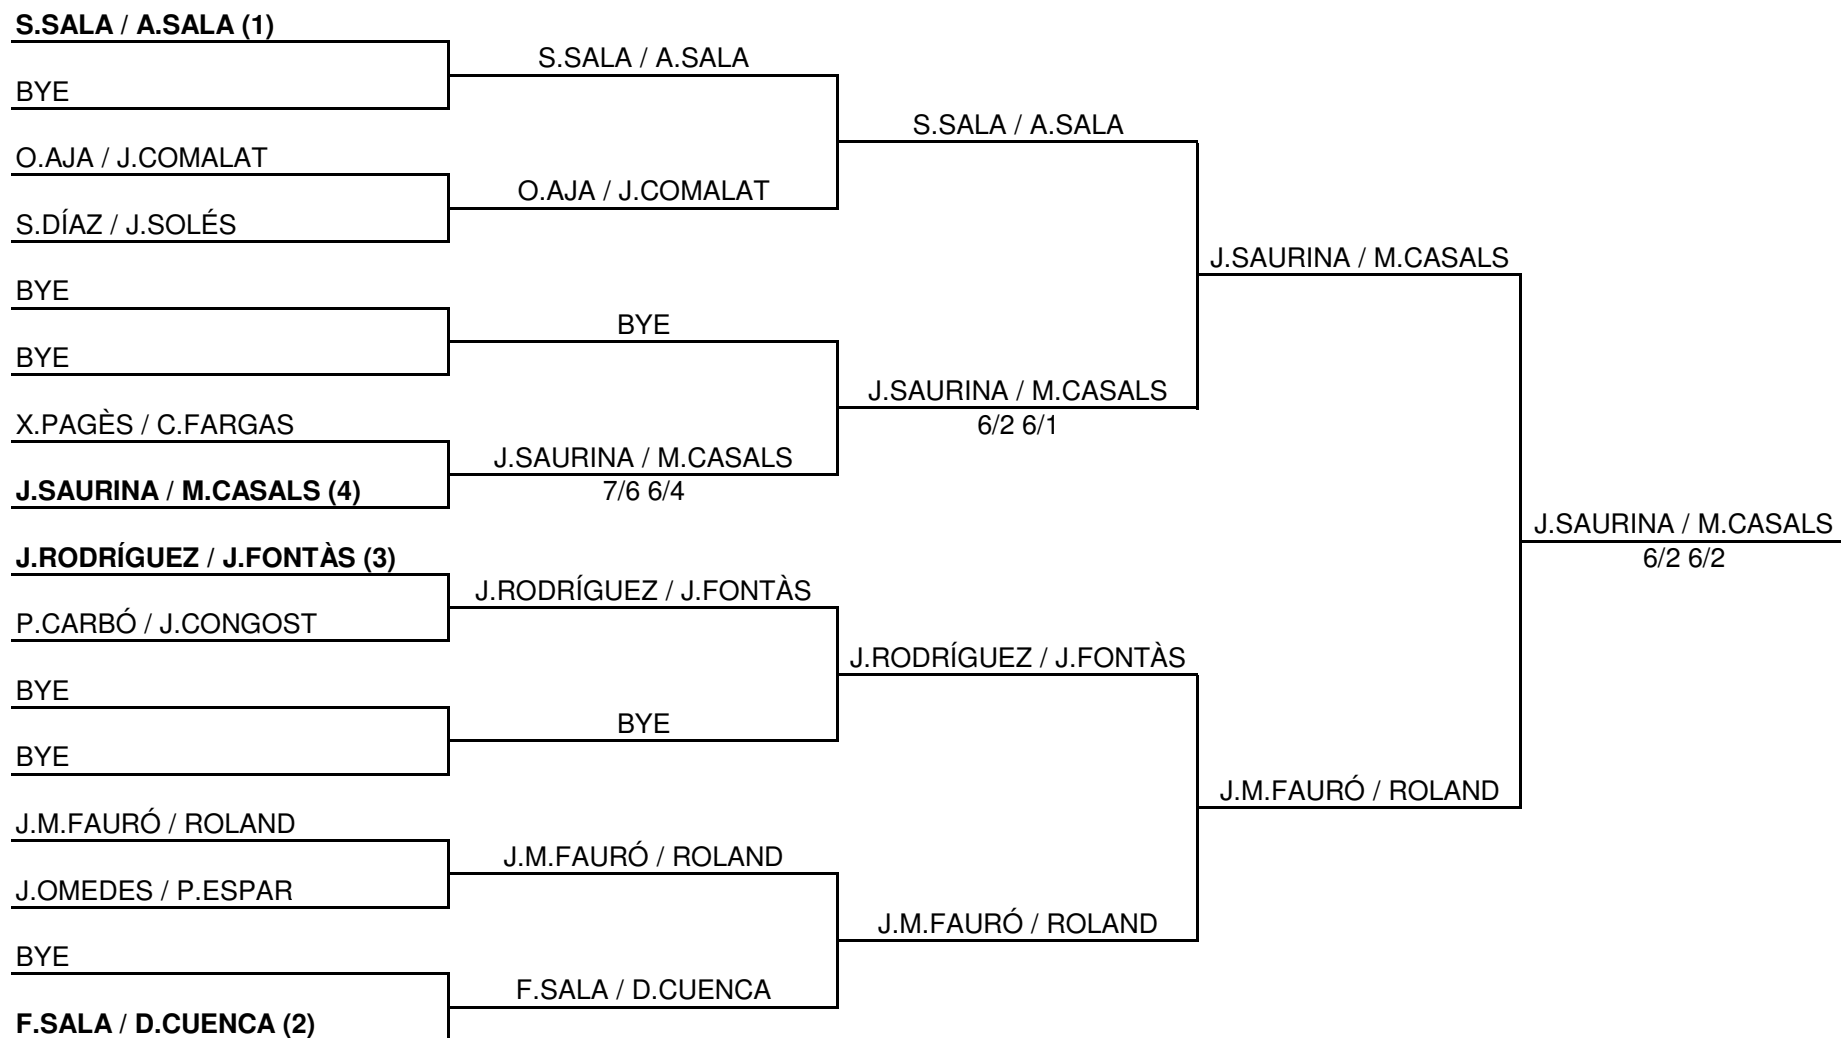 S.SALA / A.SALA (1)
S.SALA / A.SALA
BYE
S.SALA / A.SALA
O.AJA / J.COMALAT
O.AJA / J.COMALAT
S.DÍAZ / J.SOLÉS
J.SAURINA / M.CASALS
BYE
BYE
BYE
J.SAURINA / M.CASALS
6/2 6/1
X.PAGÈS / C.FARGAS
J.SAURINA / M.CASALS
7/6 6/4
J.SAURINA / M.CASALS (4)
J.SAURINA / M.CASALS
6/2 6/2
J.RODRÍGUEZ / J.FONTÀS (3)
J.RODRÍGUEZ / J.FONTÀS
P.CARBÓ / J.CONGOST
J.RODRÍGUEZ / J.FONTÀS
BYE
BYE
BYE
J.M.FAURÓ / ROLAND
J.M.FAURÓ / ROLAND
J.M.FAURÓ / ROLAND
J.OMEDES / P.ESPAR
J.M.FAURÓ / ROLAND
BYE
F.SALA / D.CUENCA
F.SALA / D.CUENCA (2)